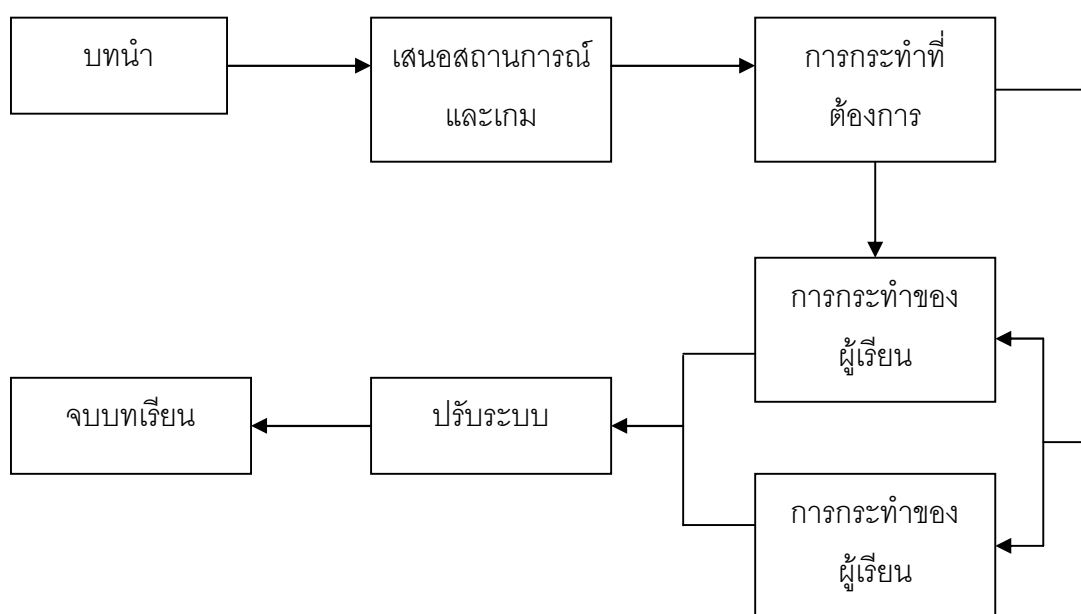 บทนำ
เสนอสถานการณ์
และเกม
การกระทำที่
ต้องการ
การกระทำของ
ผู้เรียน
จบบทเรียน
ปรับระบบ
การกระทำของ
ผู้เรียน